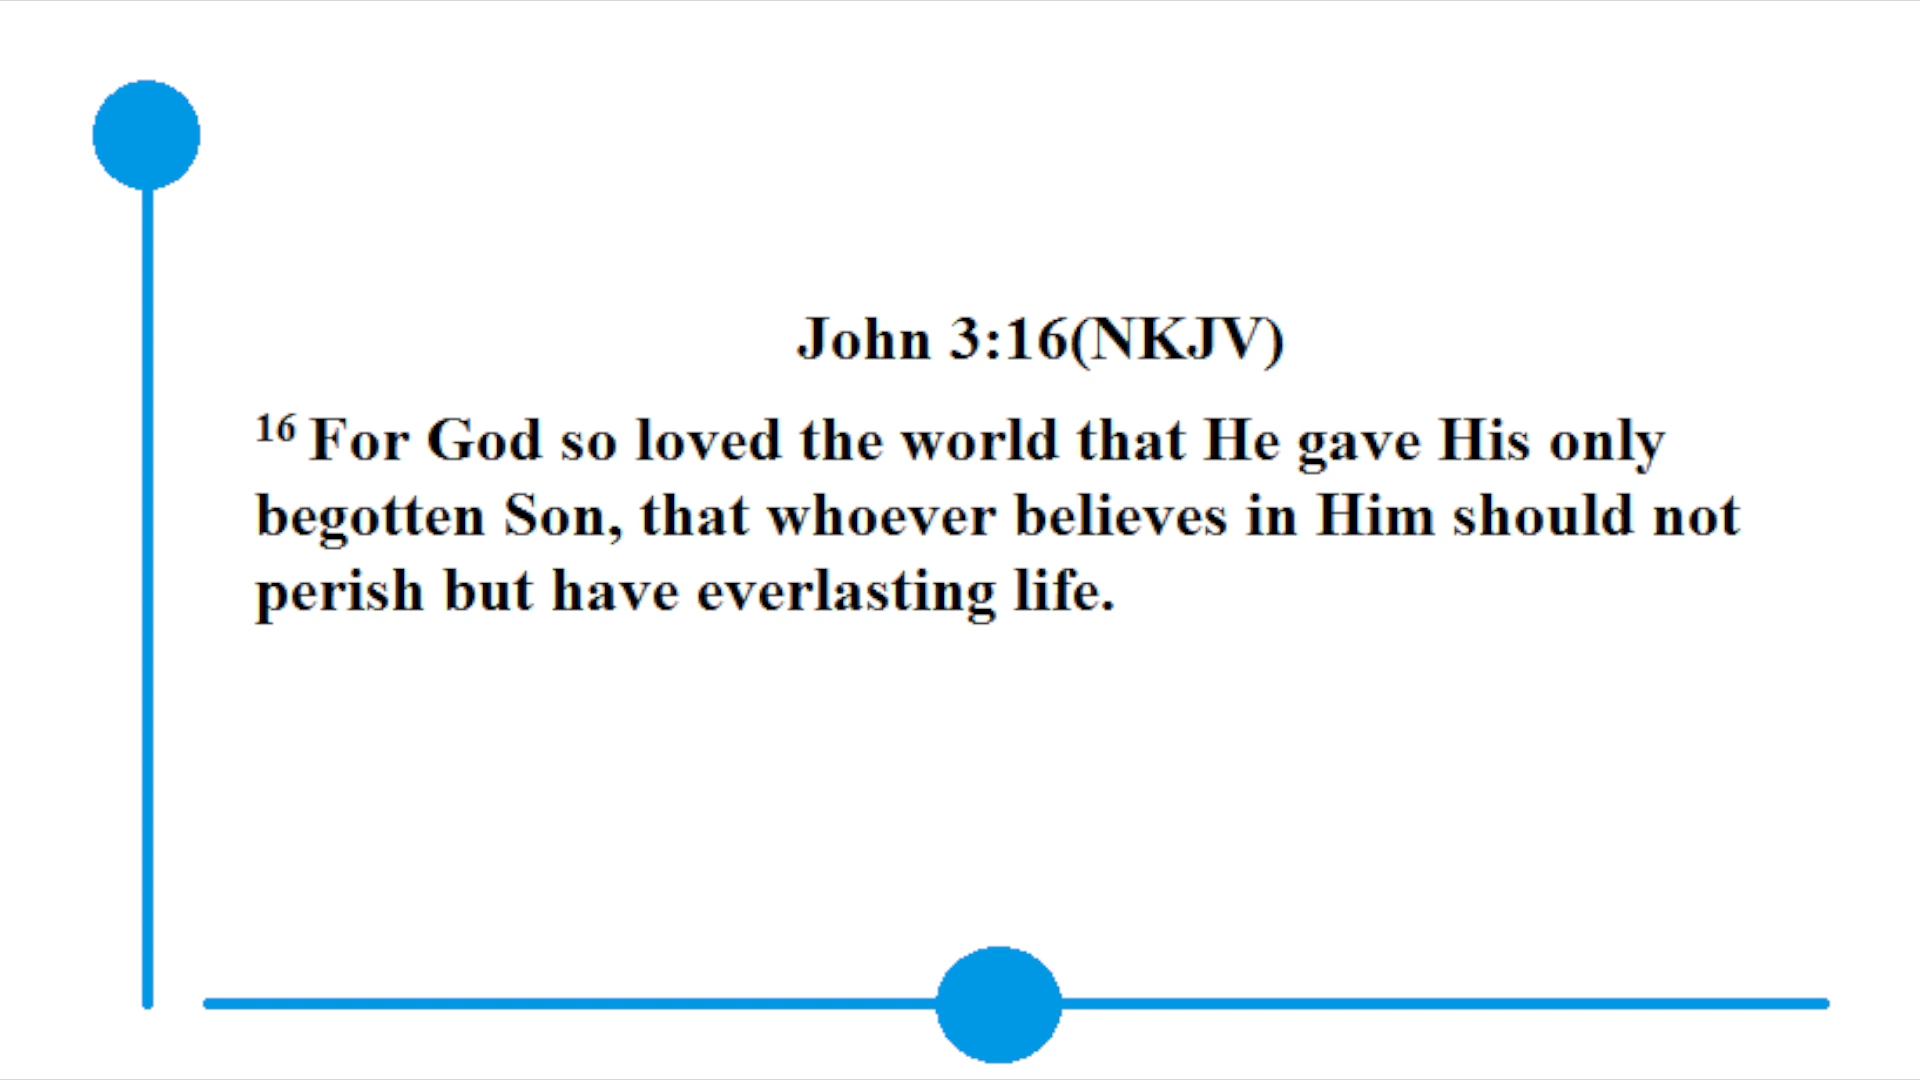 John 3:16(NKJV)
16 For God so loved the world that He gave His only
begotten Son, that whoever believes in Him should not
perish but have everlasting life.